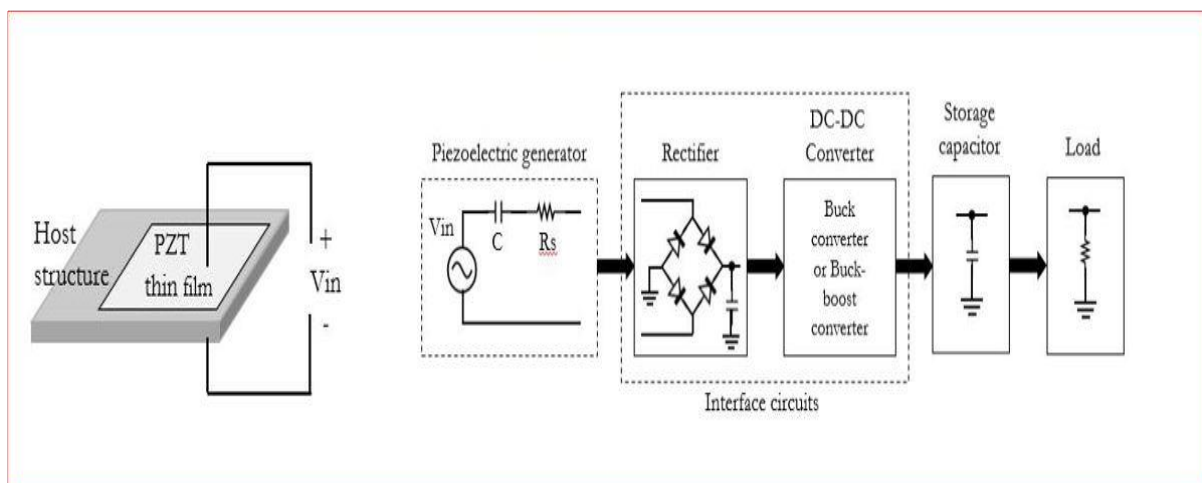 Host
structure
PZT
thin film
+
Vin
-
Piezoelectric generator
Vin
C
Rs
Rectifier
DC-DC
Converter
Buck
converter
or Buck-
boost
converter
Interface circuits
Storage
capacitor
Load